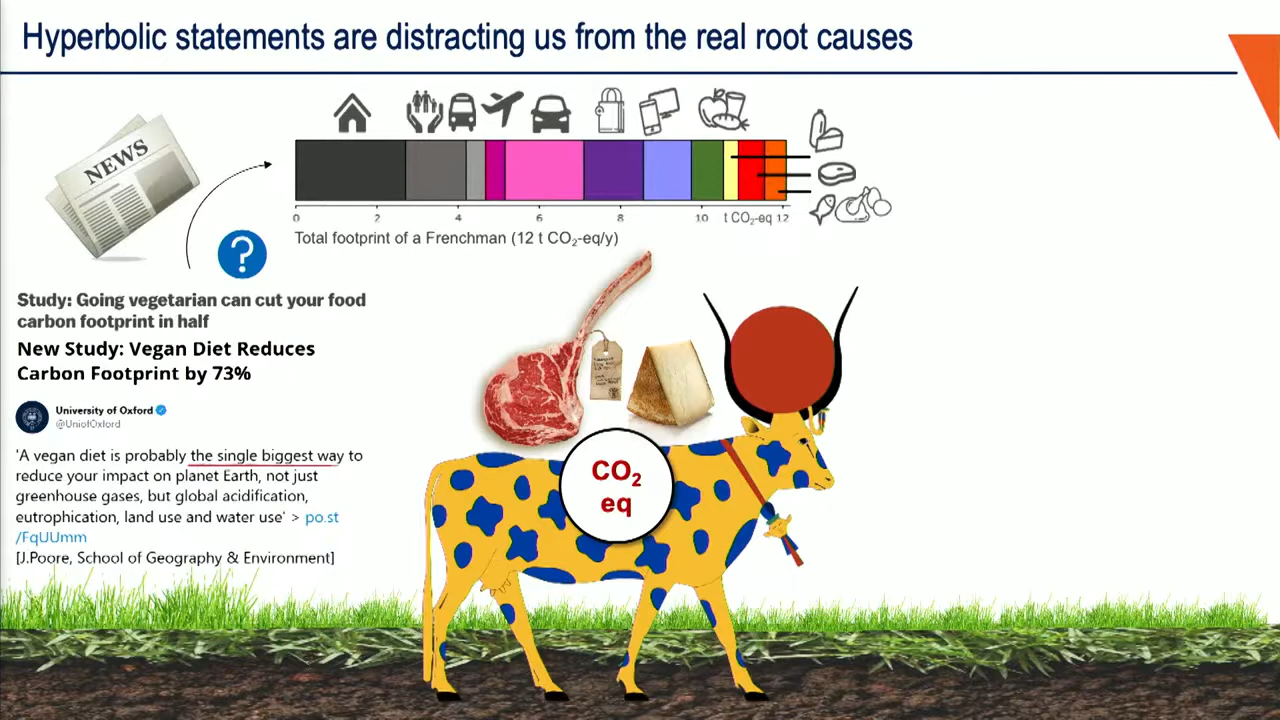 Hyperbolic statements are distracting us from the real root causes
NEWS
0 2 4 6 8 10 t CO₂-eq 12
Total footprint of a Frenchman (12 t CO₂-eq/y)
?
Study: Going vegetarian can cut your food
carbon footprint in half
New Study: Vegan Diet Reduces
Carbon Footprint by 73%
University of Oxford
@UniofOxford
'A vegan diet is probably the single biggest way to
reduce your impact on planet Earth, not just
greenhouse gases, but global acidification,
eutrophication, land use and water use' > po.st
/FqUUmm
[J.Poore, School of Geography & Environment]
CO₂
eq